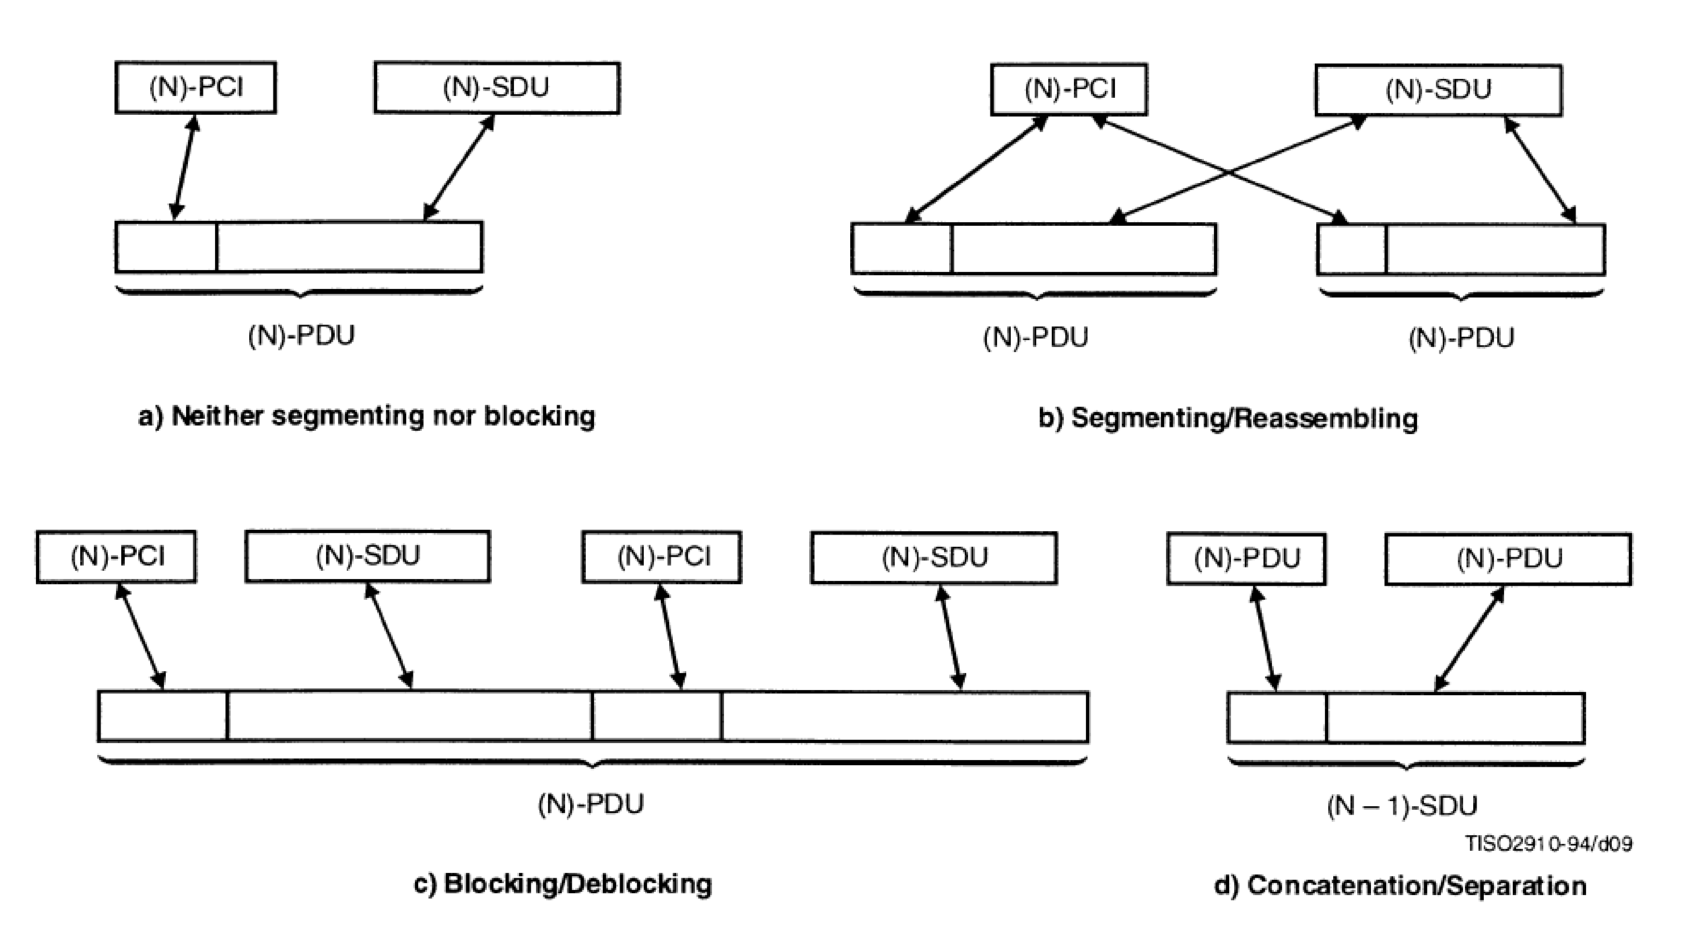 (N)-PCI
(N)-SDU
(N)-PDU
a) Neither segmenting nor blocking
(N)-PCI
(N)-SDU
(N)-PDU
(N)-PDU
b) Segmenting/Reassembling
(N)-PCI
(N)-SDU
(N)-PCI
(N)-SDU
(N)-PDU
c) Blocking/Deblocking
(N)-PDU
(N)-PDU
(N – 1)-SDU
TISO2910-94/d09
d) Concatenation/Separation